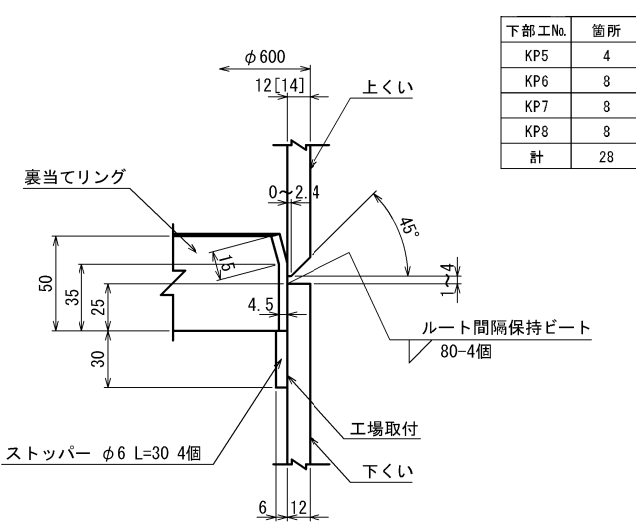 下部工No. 箇所
KP5 4
KP6 8
KP7 8
KP8 8
計 28
φ600
12[14]
上くい
裏当てリング
0～2.4
45°
15
50
35
25
4.5
1～4
ルート間隔保持ビート
80-4個
30
工場取付
ストッパー φ6 L=30 4個
下くい
6 12